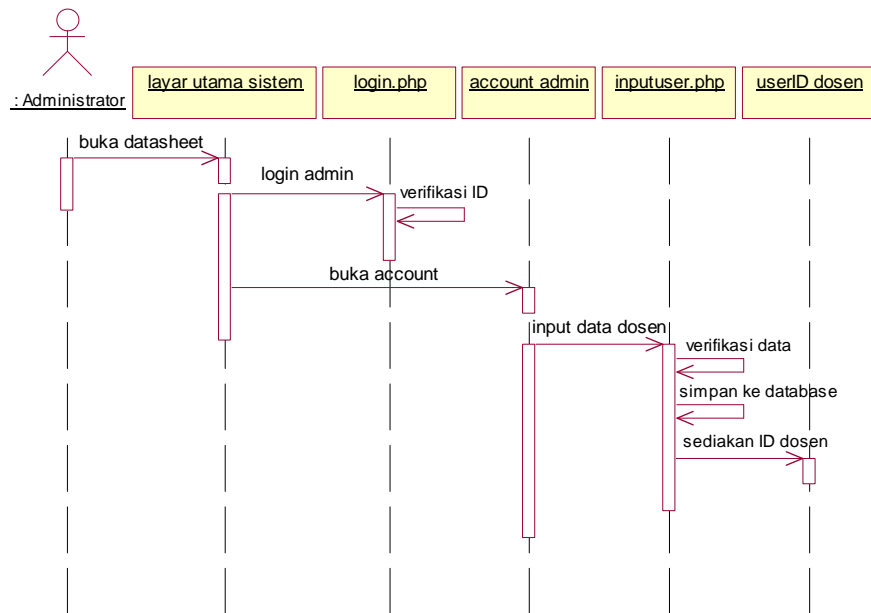 : Administrator
layar utama sistem
login.php
account admin
inputuser.php
userID dosen
buka datasheet
login admin
verifikasi ID
buka account
input data dosen
verifikasi data
simpan ke database
sediakan ID dosen